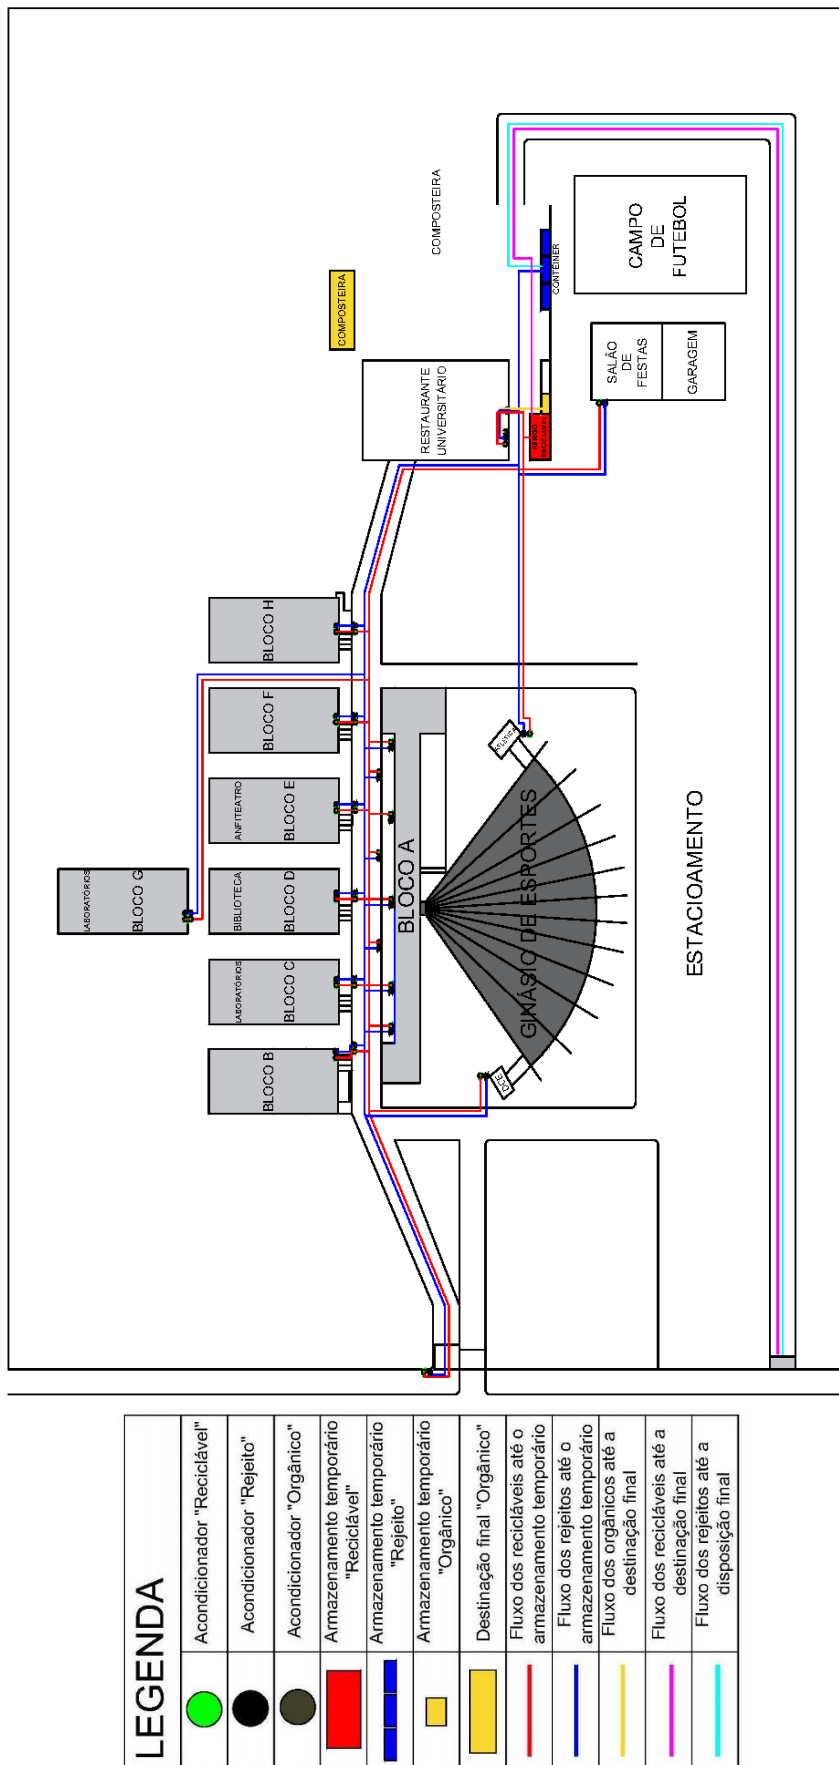 COMPOSTEIRA
COMPOSTEIRA
CAMPO
DE
FUTEBOL
CONTÊINER
RESTAURANTE
UNIVERSITÁRIO
SALÃO
DE
FESTAS
GARAGEM
ABRIGO
RECICLÁVEIS
BLOCO H
BLOCO F
ANFITEATRO
BLOCO E
BIBLIOTECA
BLOCO D
LABORATÓRIOS
BLOCO G
LABORATÓRIOS
BLOCO C
BLOCO B
BLOCO A
ATLÉTICA
GINÁSIO DE ESPORTES
DCE
ESTACIOAMENTO
LEGENDA
Acondicionador "Reciclável"
Acondicionador "Rejeito"
Acondicionador "Orgânico"
Armazenamento temporário
"Reciclável"
Armazenamento temporário
"Rejeito"
Armazenamento temporário
"Orgânico"
Destinação final "Orgânico"
Fluxo dos recicláveis até o
armazenamento temporário
Fluxo dos rejeitos até o
armazenamento temporário
Fluxo dos orgânicos até a
destinação final
Fluxo dos recicláveis até a
destinação final
Fluxo dos rejeitos até a
disposição final